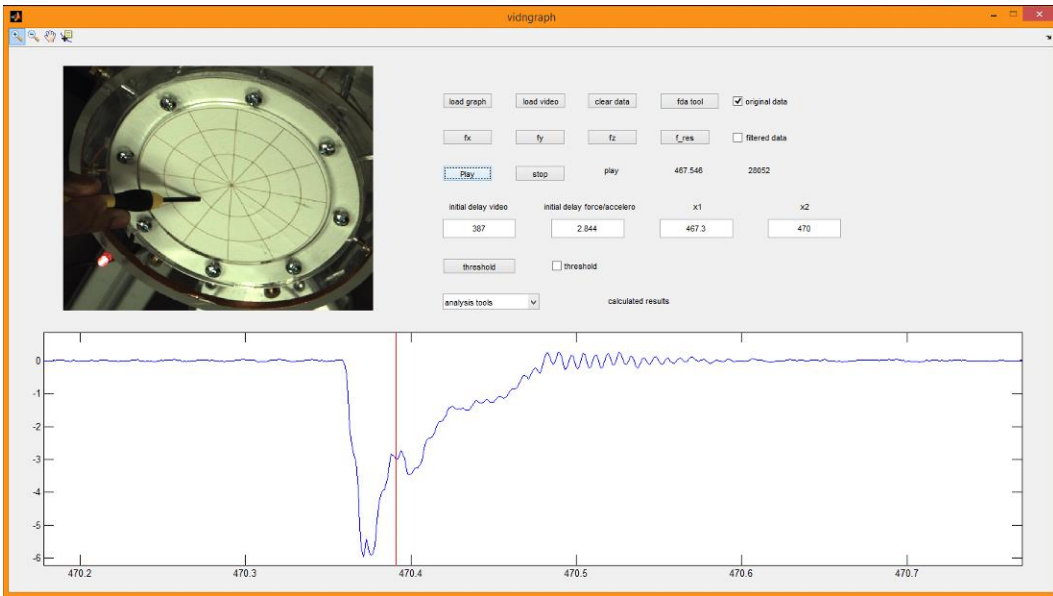 vidngraph
load graph load video clear data fda tool original data
fx fy fz f_res filtered data
Play stop play 467.546 28052
initial delay video initial delay force/accelero x1 x2
387 2.844 467.3 470
threshold threshold
analysis tools calculated results
0
-1
-2
-3
-4
-5
-6
470.2 470.3 470.4 470.5 470.6 470.7